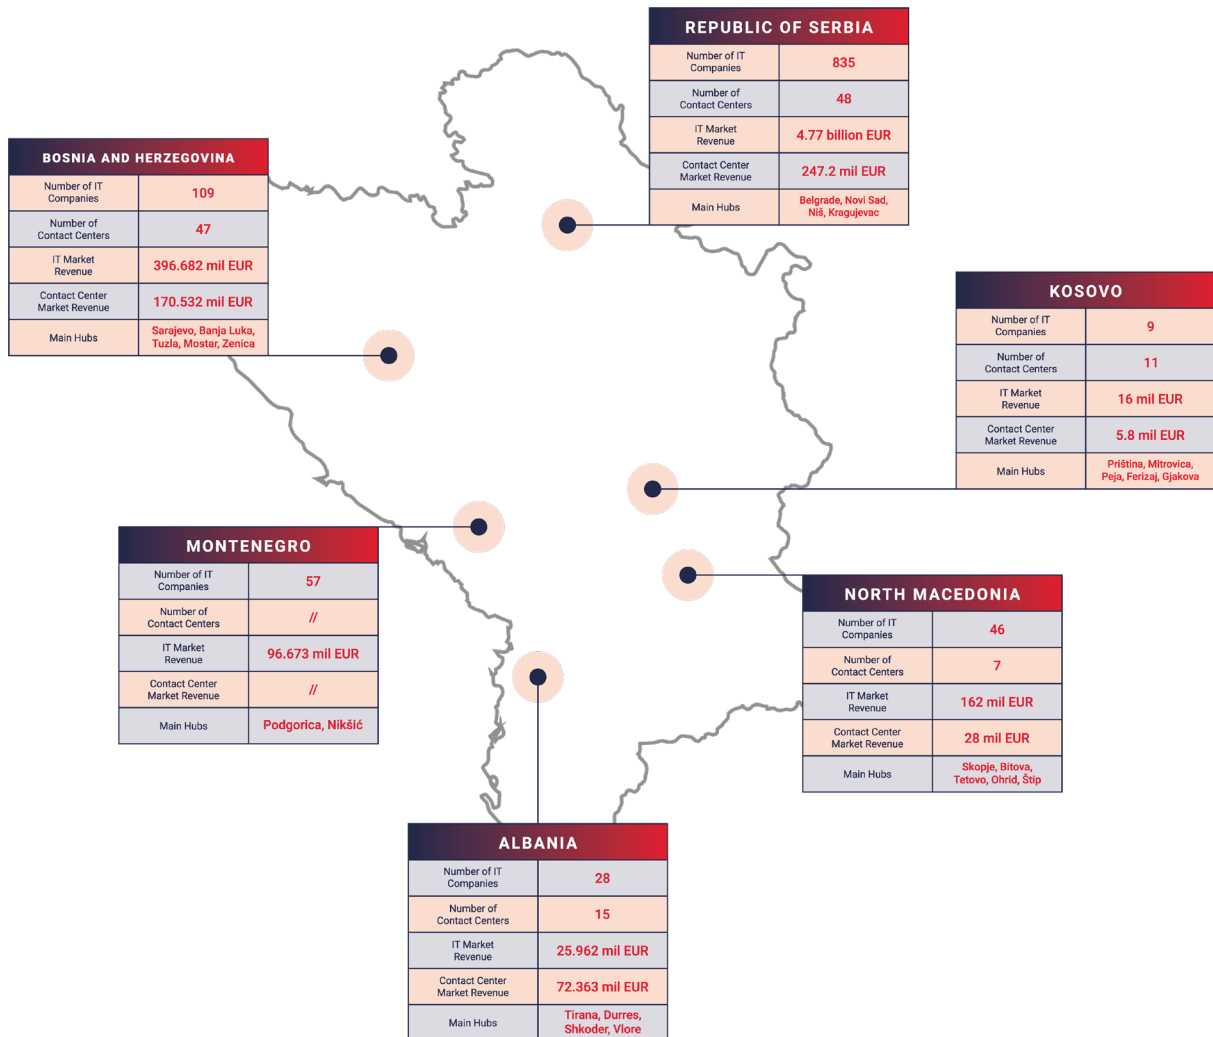 REPUBLIC OF SERBIA
Number of IT
Companies
835
Number of
Contact Centers
48
IT Market
Revenue
4.77 billion EUR
Contact Center
Market Revenue
247.2 mil EUR
Main Hubs
Belgrade, Novi Sad,
Niš, Kragujevac
BOSNIA AND HERZEGOVINA
Number of IT
Companies
109
Number of
Contact Centers
47
IT Market
Revenue
396.682 mil EUR
Contact Center
Market Revenue
170.532 mil EUR
Main Hubs
Sarajevo, Banja Luka,
Tuzla, Mostar, Zenica
KOSOVO
Number of IT
Companies
9
Number of
Contact Centers
11
IT Market
Revenue
16 mil EUR
Contact Center
Market Revenue
5.8 mil EUR
Main Hubs
Priština, Mitrovica,
Peja, Ferizaj, Gjakova
MONTENEGRO
Number of IT
Companies
57
Number of
Contact Centers
//
IT Market
Revenue
96.673 mil EUR
Contact Center
Market Revenue
//
Main Hubs
Podgorica, Nikšić
NORTH MACEDONIA
Number of IT
Companies
46
Number of
Contact Centers
7
IT Market
Revenue
162 mil EUR
Contact Center
Market Revenue
28 mil EUR
Main Hubs
Skopje, Bitova,
Tetovo, Ohrid, Štip
ALBANIA
Number of IT
Companies
28
Number of
Contact Centers
15
IT Market
Revenue
25.962 mil EUR
Contact Center
Market Revenue
72.363 mil EUR
Main Hubs
Tirana, Durres,
Shkoder, Vlore